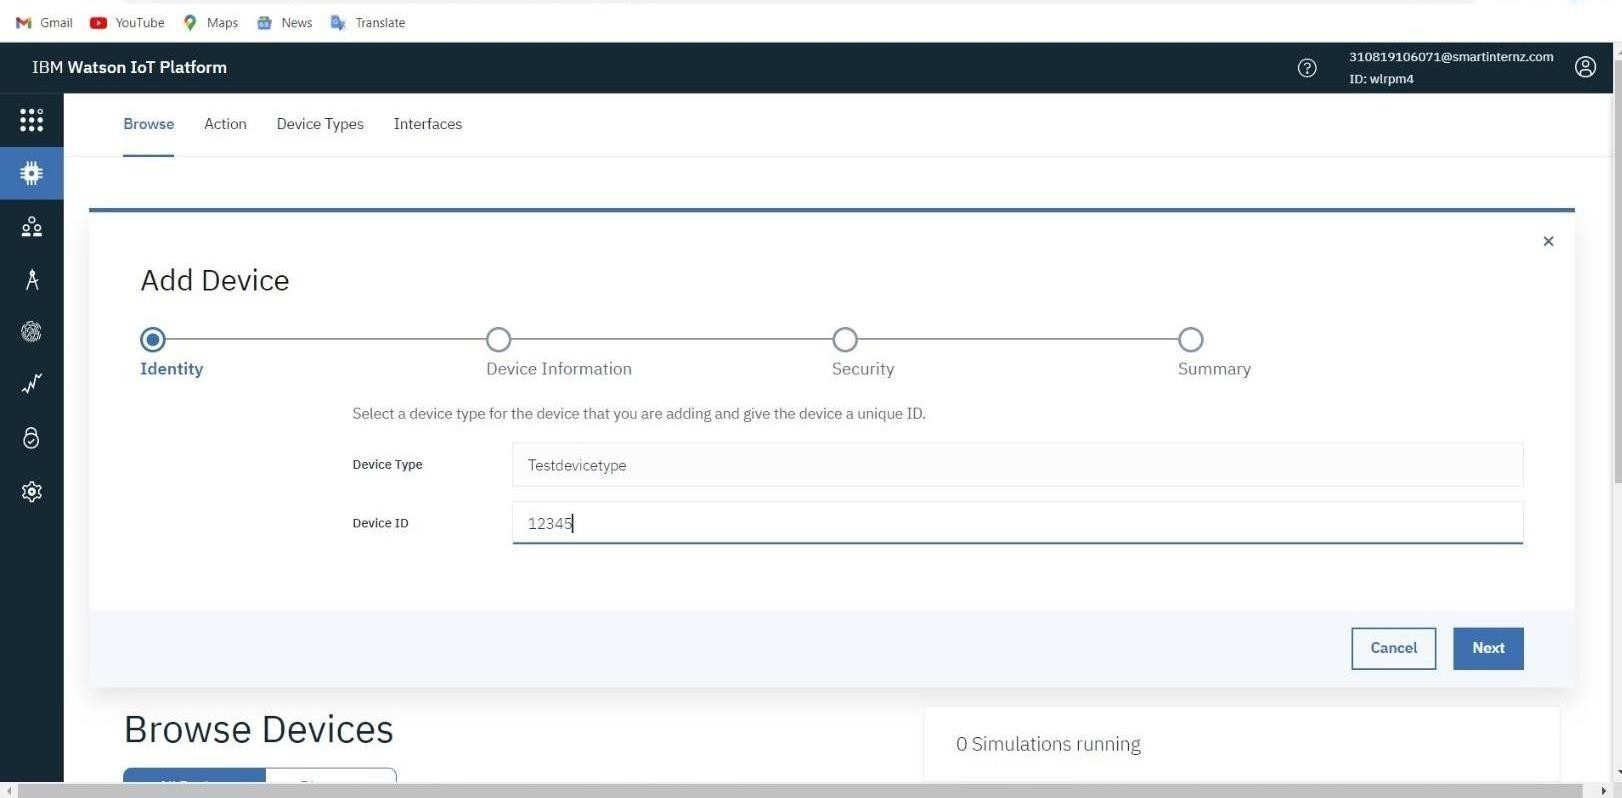 Gmail YouTube Maps News Translate
IBM Watson IoT Platform
310819106071@smartinternz.com
ID: wlrpm4
Browse Action Device Types Interfaces
Add Device
Identity Device Information Security Summary
Select a device type for the device that you are adding and give the device a unique ID.
Device Type Testdevicetype
Device ID 12345
Cancel Next
Browse Devices
0 Simulations running